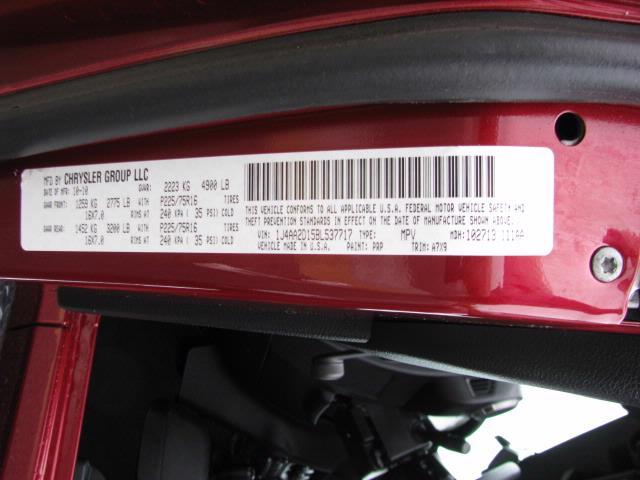 MFD BY CHRYSLER GROUP LLC
DATE OF MFR: 10-10 GVWR: 2223 KG 4900 LB
GAWR FRONT: 1259 KG 2775 LB WITH P225/75R16
16X7.0 RIMS AT 240 KPA ( 35 PSI) COLD
GAWR REAR: 1452 KG 3200 LB WITH P225/75R16
16X7.0 RIMS AT 240 KPA ( 35 PSI) COLD
THIS VEHICLE CONFORMS TO ALL APPLICABLE U.S.A. FEDERAL MOTOR VEHICLE SAFETY AND
THEFT PREVENTION STANDARDS IN EFFECT ON THE DATE OF MANUFACTURE SHOWN ABOVE.
VIN: 1J4AA2D15BL537717 TYPE: MPV MDH: 102713 111AA
MADE IN U.S.A. PAINT: PRP TRIM: A7X9